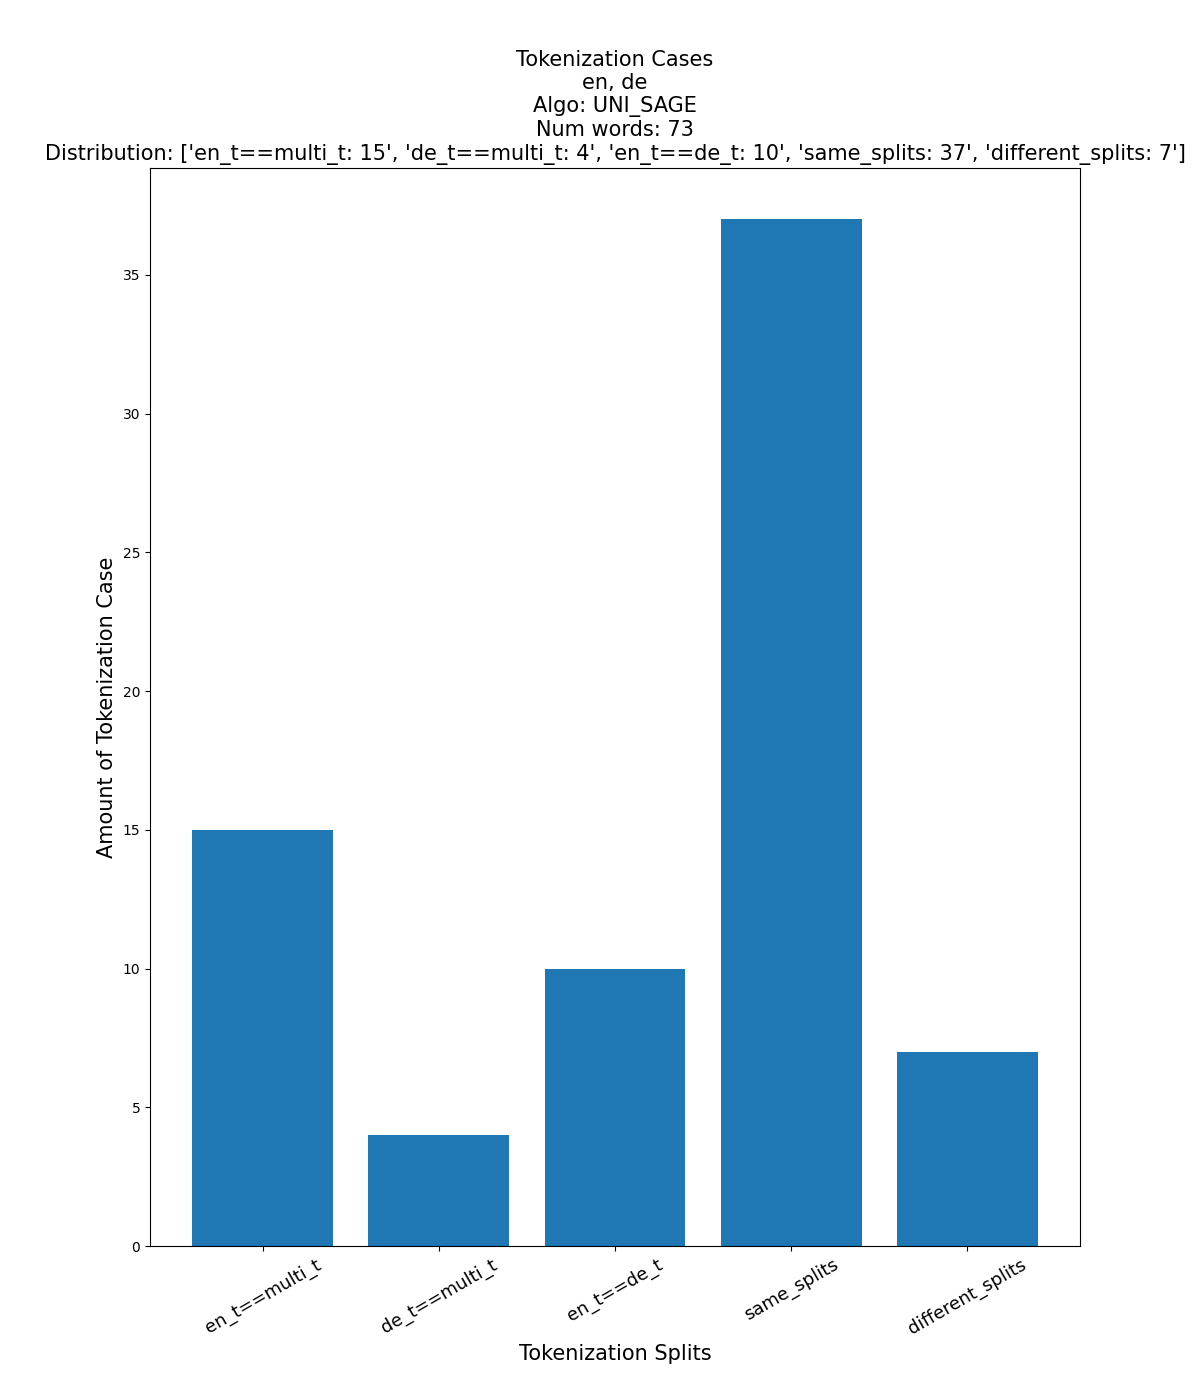 Tokenization Cases
en, de
Algo: UNI_SAGE
Num words: 73
Distribution: ['en_t==multi_t: 15', 'de_t==multi_t: 4', 'en_t==de_t: 10', 'same_splits: 37', 'different_splits: 7']
Amount of Tokenization Case
35
30
25
20
15
10
5
0
en_t==multi_t
de_t==multi_t
en_t==de_t
same_splits
different_splits
Tokenization Splits